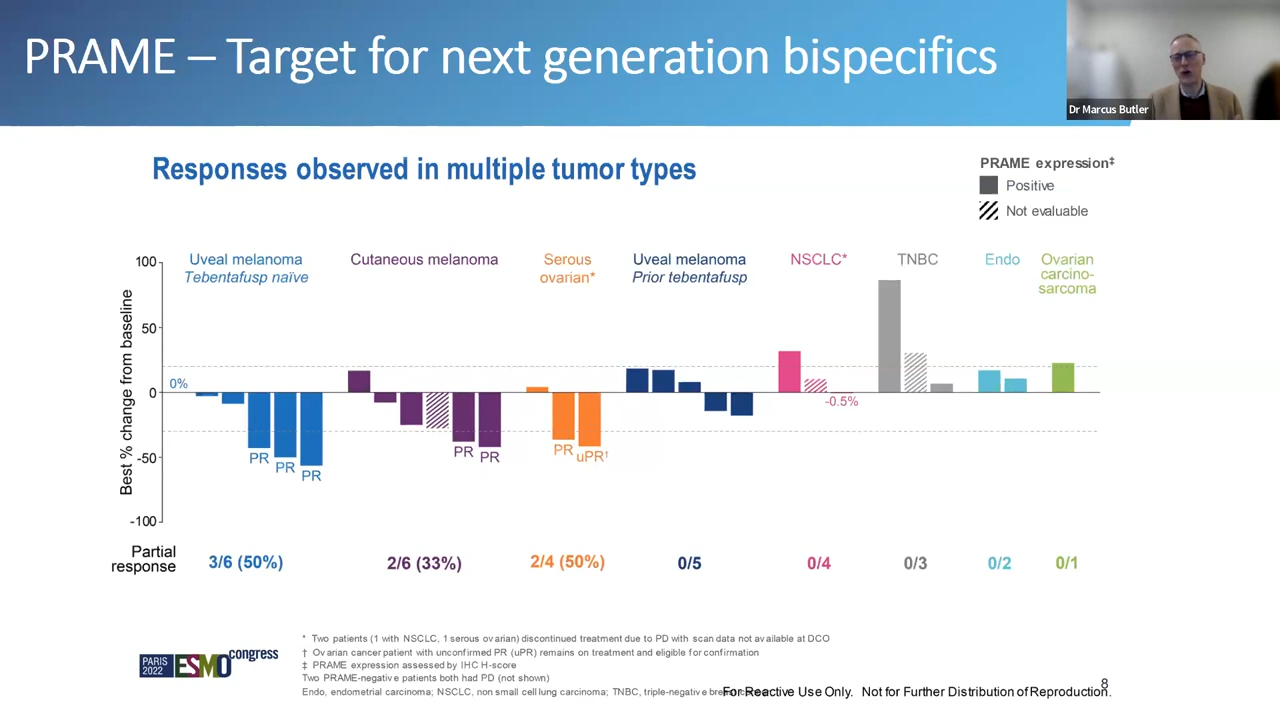 PRAME – Target for next generation bispecifics
Dr Marcus Butler
Responses observed in multiple tumor types
PRAME expression‡
Positive
Not evaluable
Uveal melanoma
Tebentafusp naïve
Cutaneous melanoma
Serous
ovarian*
Uveal melanoma
Prior tebentafusp
NSCLC*
TNBC
Endo
Ovarian
carcino-
sarcoma
Best % change from baseline
100
50
0
-50
-100
0%
PR
PR
PR
PR
PR
PR
uPR†
-0.5%
Partial
response
3/6 (50%)
2/6 (33%)
2/4 (50%)
0/5
0/4
0/3
0/2
0/1
PARIS
2022
ESMO
congress
* Two patients (1 with NSCLC, 1 serous ovarian) discontinued treatment due to PD with scan data not available at DCO
† Ovarian cancer patient with unconfirmed PR (uPR) remains on treatment and eligible for confirmation
‡ PRAME expression assessed by IHC H-score
Two PRAME-negative patients both had PD (not shown)
Endo, endometrial carcinoma; NSCLC, non small cell lung carcinoma; TNBC, triple-negative
For Reactive Use Only. Not for Further Distribution of Reproduction.
8